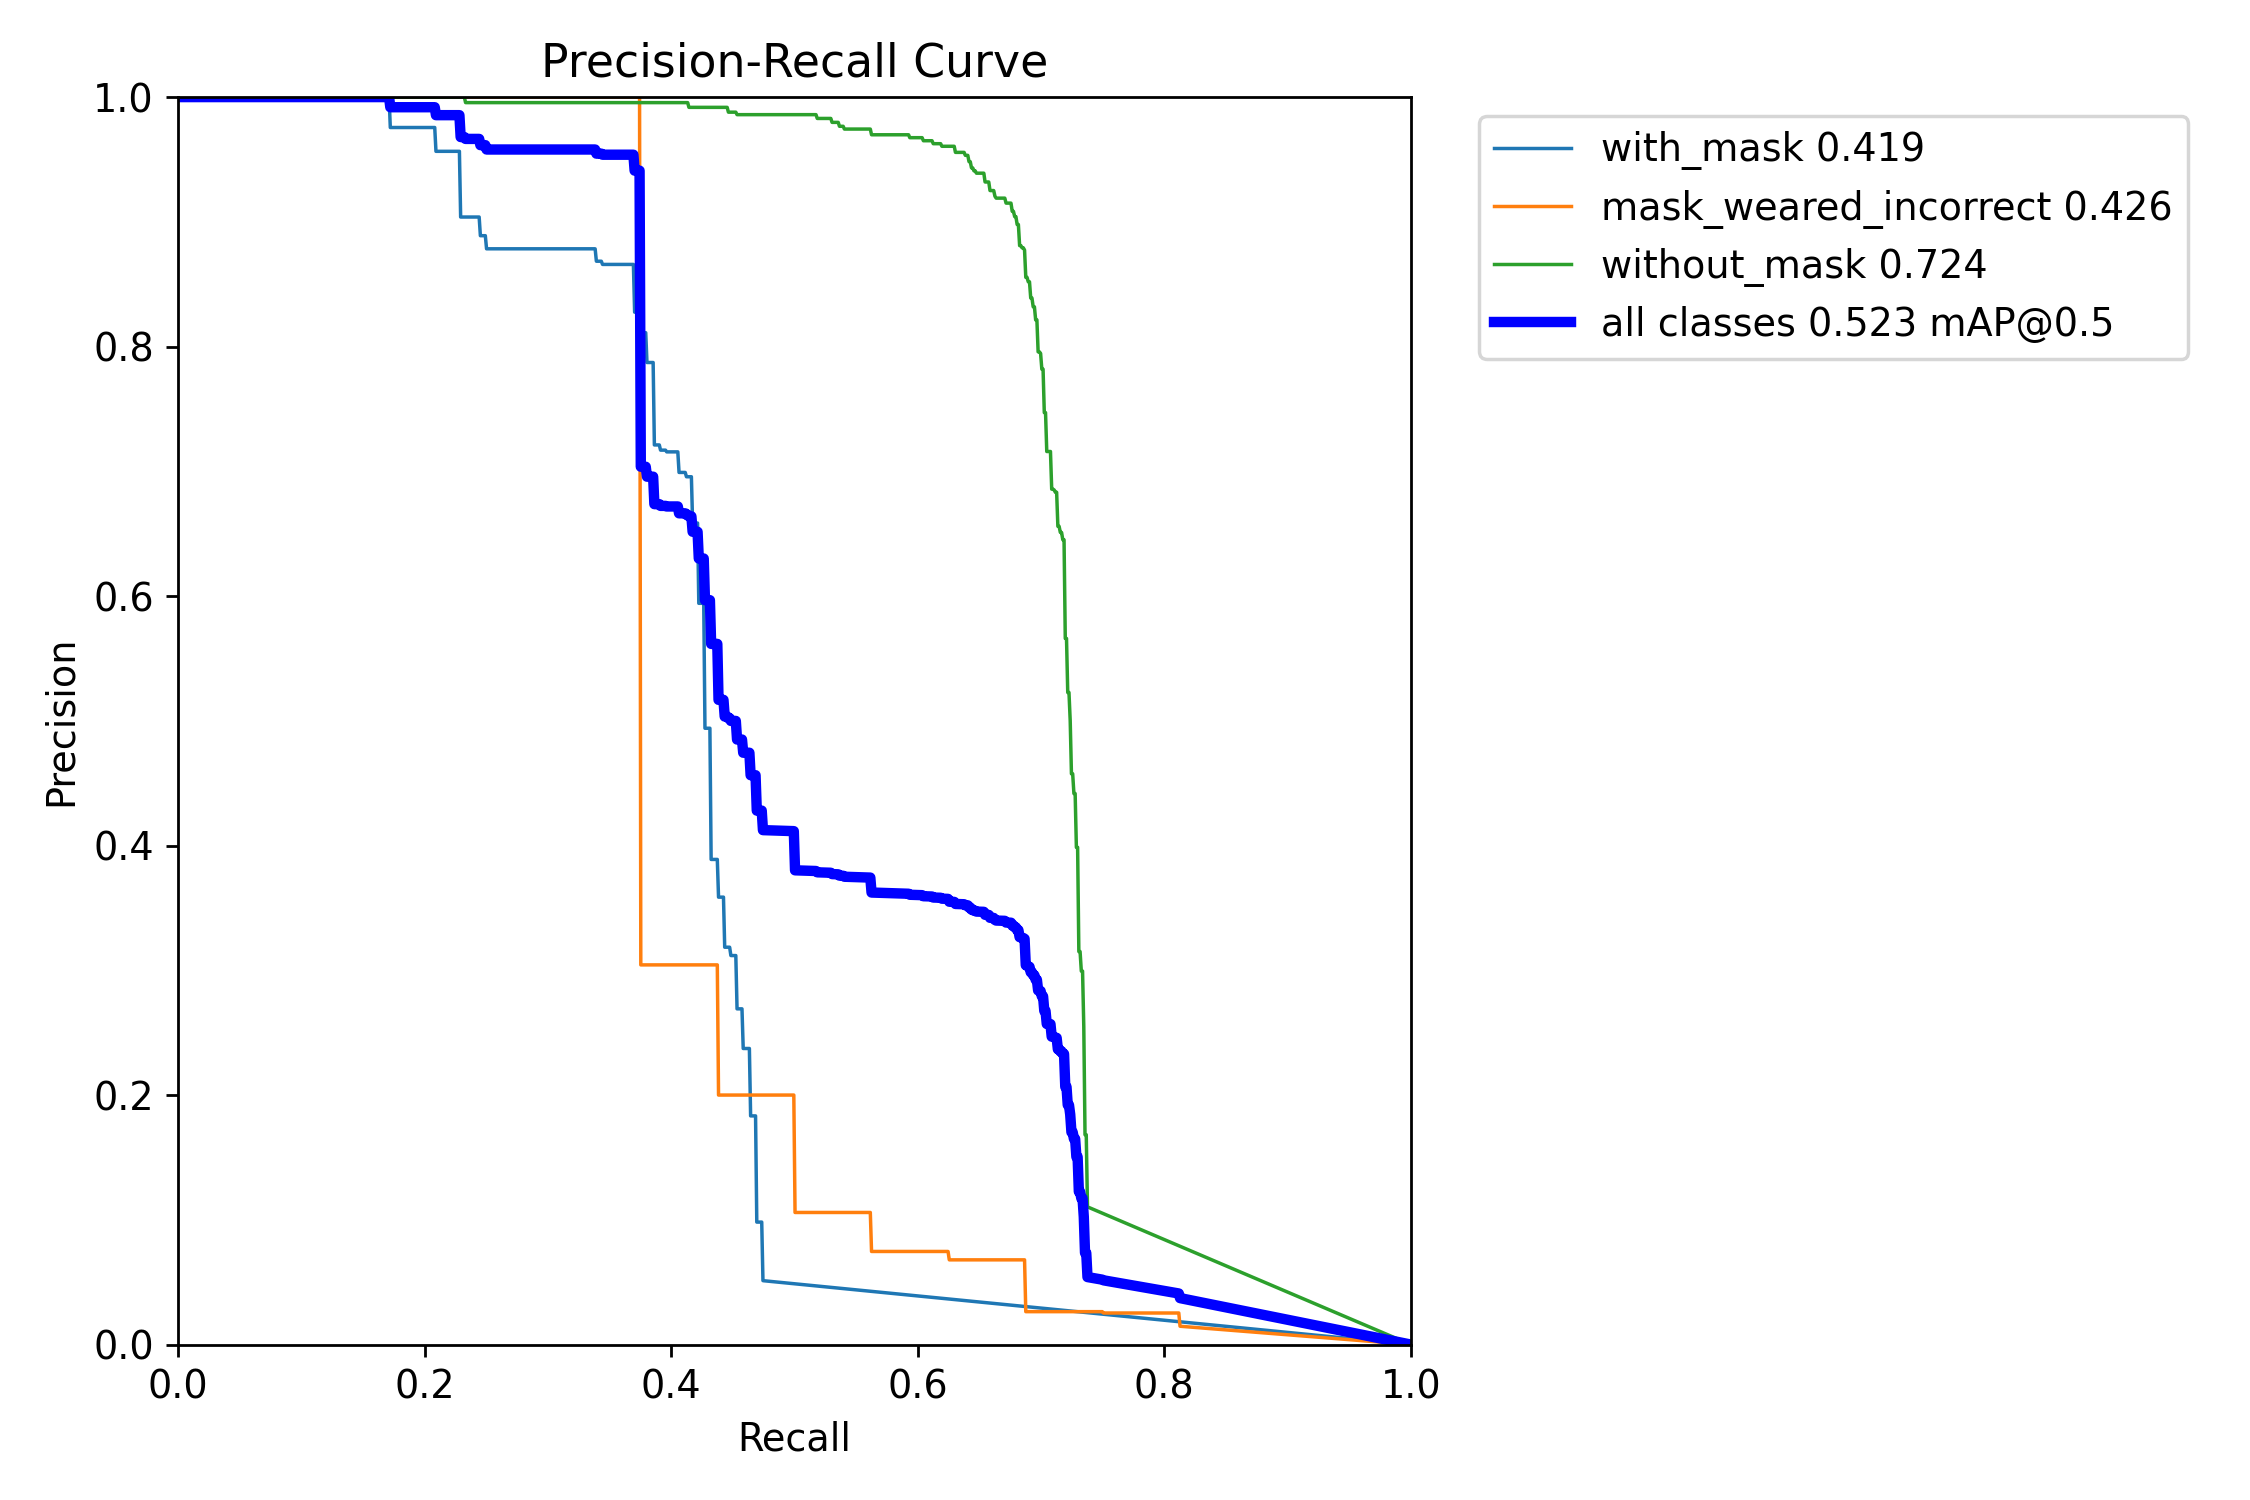 Precision-Recall Curve
1.0
0.8
0.6
0.4
0.2
0.0
Precision
0.0 0.2 0.4 0.6 0.8 1.0
Recall
with_mask 0.419
mask_weared_incorrect 0.426
without_mask 0.724
all classes 0.523 mAP@0.5